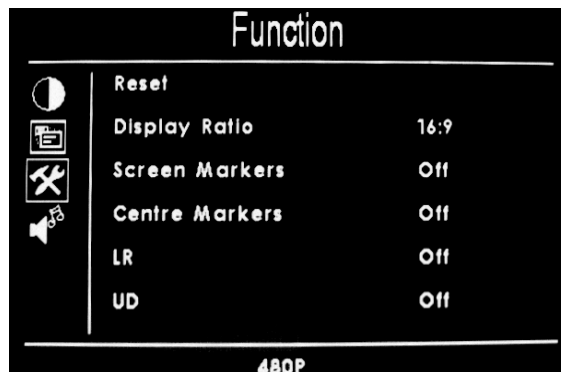 Function
Reset
Display Ratio 16:9
Screen Markers Off
Centre Markers Off
LR Off
UD Off
480P